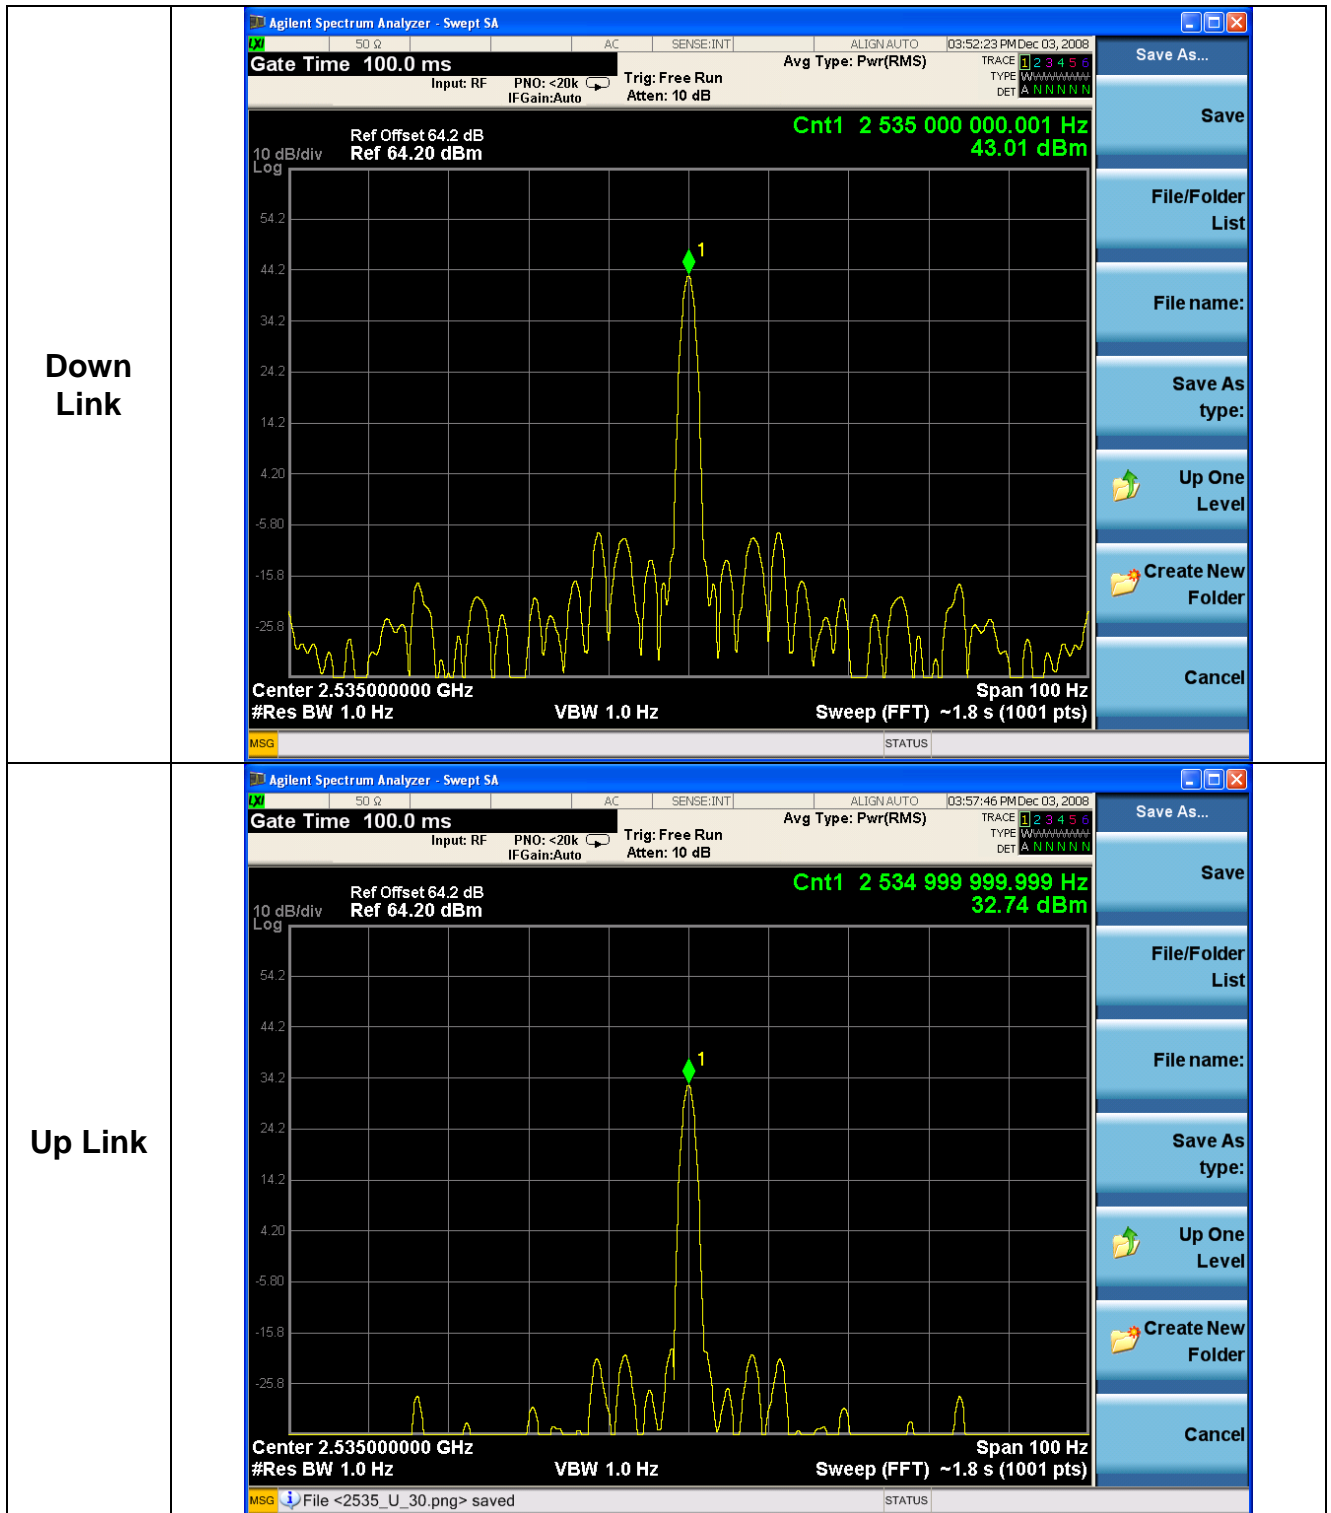 Down
Link
Agilent Spectrum Analyzer - Swept SA
LXI 50 Ω AC SENSE:INT ALIGN AUTO 03:52:23 PM Dec 03, 2008
Gate Time 100.0 ms
Input: RF PNO: <20k
IFGain:Auto
Trig: Free Run
Atten: 10 dB
Avg Type: Pwr(RMS)
TRACE 1 2 3 4 5 6
TYPE
DET A N N N N N
Cnt1 2 535 000 000.001 Hz
43.01 dBm
Ref Offset 64.2 dB
10 dB/div Ref 64.20 dBm
Log
54.2
44.2
1
34.2
24.2
14.2
4.20
-5.80
-15.8
-25.8
Center 2.535000000 GHz Span 100 Hz
#Res BW 1.0 Hz VBW 1.0 Hz Sweep (FFT) ~1.8 s (1001 pts)
MSG STATUS
Save As...
Save
File/Folder
List
File name:
Save As
type:
Up One
Level
Create New
Folder
Cancel
Up Link
Agilent Spectrum Analyzer - Swept SA
LXI 50 Ω AC SENSE:INT ALIGN AUTO 03:57:46 PM Dec 03, 2008
Gate Time 100.0 ms
Input: RF PNO: <20k
IFGain:Auto
Trig: Free Run
Atten: 10 dB
Avg Type: Pwr(RMS)
TRACE 1 2 3 4 5 6
TYPE
DET A N N N N N
Cnt1 2 534 999 999.999 Hz
32.74 dBm
Ref Offset 64.2 dB
10 dB/div Ref 64.20 dBm
Log
54.2
44.2
1
34.2
24.2
14.2
4.20
-5.80
-15.8
-25.8
Center 2.535000000 GHz Span 100 Hz
#Res BW 1.0 Hz VBW 1.0 Hz Sweep (FFT) ~1.8 s (1001 pts)
MSG File <2535_U_30.png> saved STATUS
Save As...
Save
File/Folder
List
File name:
Save As
type:
Up One
Level
Create New
Folder
Cancel